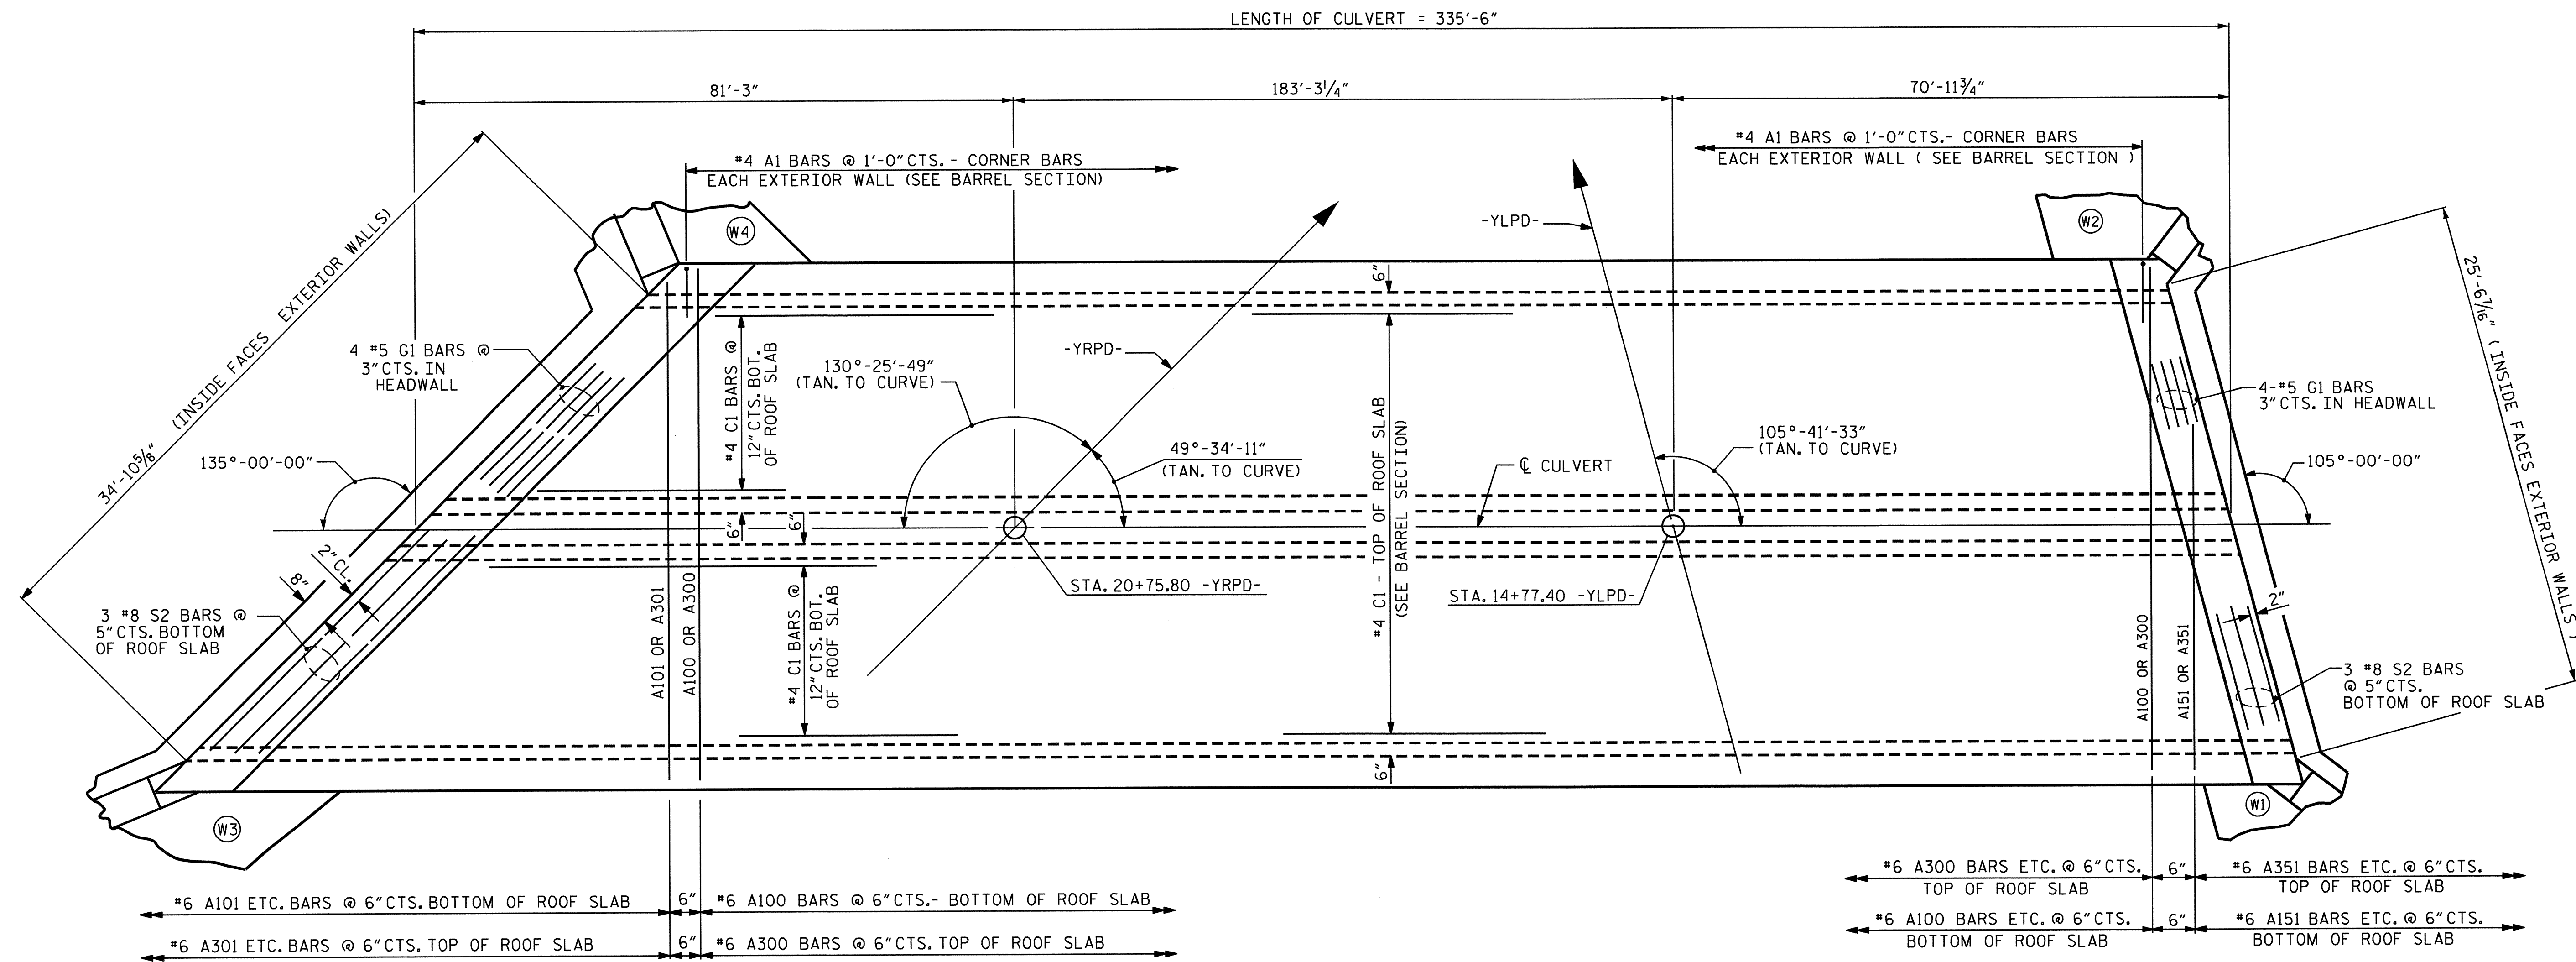 LENGTH OF CULVERT = 335'-6"
81'-3"
183'-3 1/4"
70'-11 3/4"
#4 A1 BARS @ 1'-0" CTS. - CORNER BARS
EACH EXTERIOR WALL (SEE BARREL SECTION)
#4 A1 BARS @ 1'-0" CTS.- CORNER BARS
EACH EXTERIOR WALL ( SEE BARREL SECTION )
W4
W2
-YLPD-
-YRPD-
34'-10 5/8" (INSIDE FACES EXTERIOR WALLS)
25'-6 7/16" ( INSIDE FACES EXTERIOR WALLS )
6"
4 #5 G1 BARS @
3" CTS. IN
HEADWALL
#4 C1 BARS @
12" CTS. BOT.
OF ROOF SLAB
130°-25'-49"
(TAN. TO CURVE)
49°-34'-11"
(TAN. TO CURVE)
#4 C1 - TOP OF ROOF SLAB
(SEE BARREL SECTION)
105°-41'-33"
(TAN. TO CURVE)
4-#5 G1 BARS
3" CTS. IN HEADWALL
135°-00'-00"
105°-00'-00"
℄ CULVERT
6"
6"
2" CL.
8"
STA. 20+75.80 -YRPD-
STA. 14+77.40 -YLPD-
2"
3 #8 S2 BARS @
5" CTS. BOTTOM
OF ROOF SLAB
A101 OR A301
A100 OR A300
#4 C1 BARS @
12" CTS. BOT.
OF ROOF SLAB
A100 OR A300
A151 OR A351
3 #8 S2 BARS
@ 5" CTS.
BOTTOM OF ROOF SLAB
6"
W3
W1
#6 A101 ETC. BARS @ 6" CTS. BOTTOM OF ROOF SLAB
6"
#6 A100 BARS @ 6" CTS.- BOTTOM OF ROOF SLAB
#6 A301 ETC. BARS @ 6" CTS. TOP OF ROOF SLAB
6"
#6 A300 BARS @ 6" CTS. TOP OF ROOF SLAB
#6 A300 BARS ETC. @ 6" CTS.
TOP OF ROOF SLAB
6"
#6 A351 BARS ETC. @ 6" CTS.
TOP OF ROOF SLAB
#6 A100 BARS ETC. @ 6" CTS.
BOTTOM OF ROOF SLAB
6"
#6 A151 BARS ETC. @ 6" CTS.
BOTTOM OF ROOF SLAB